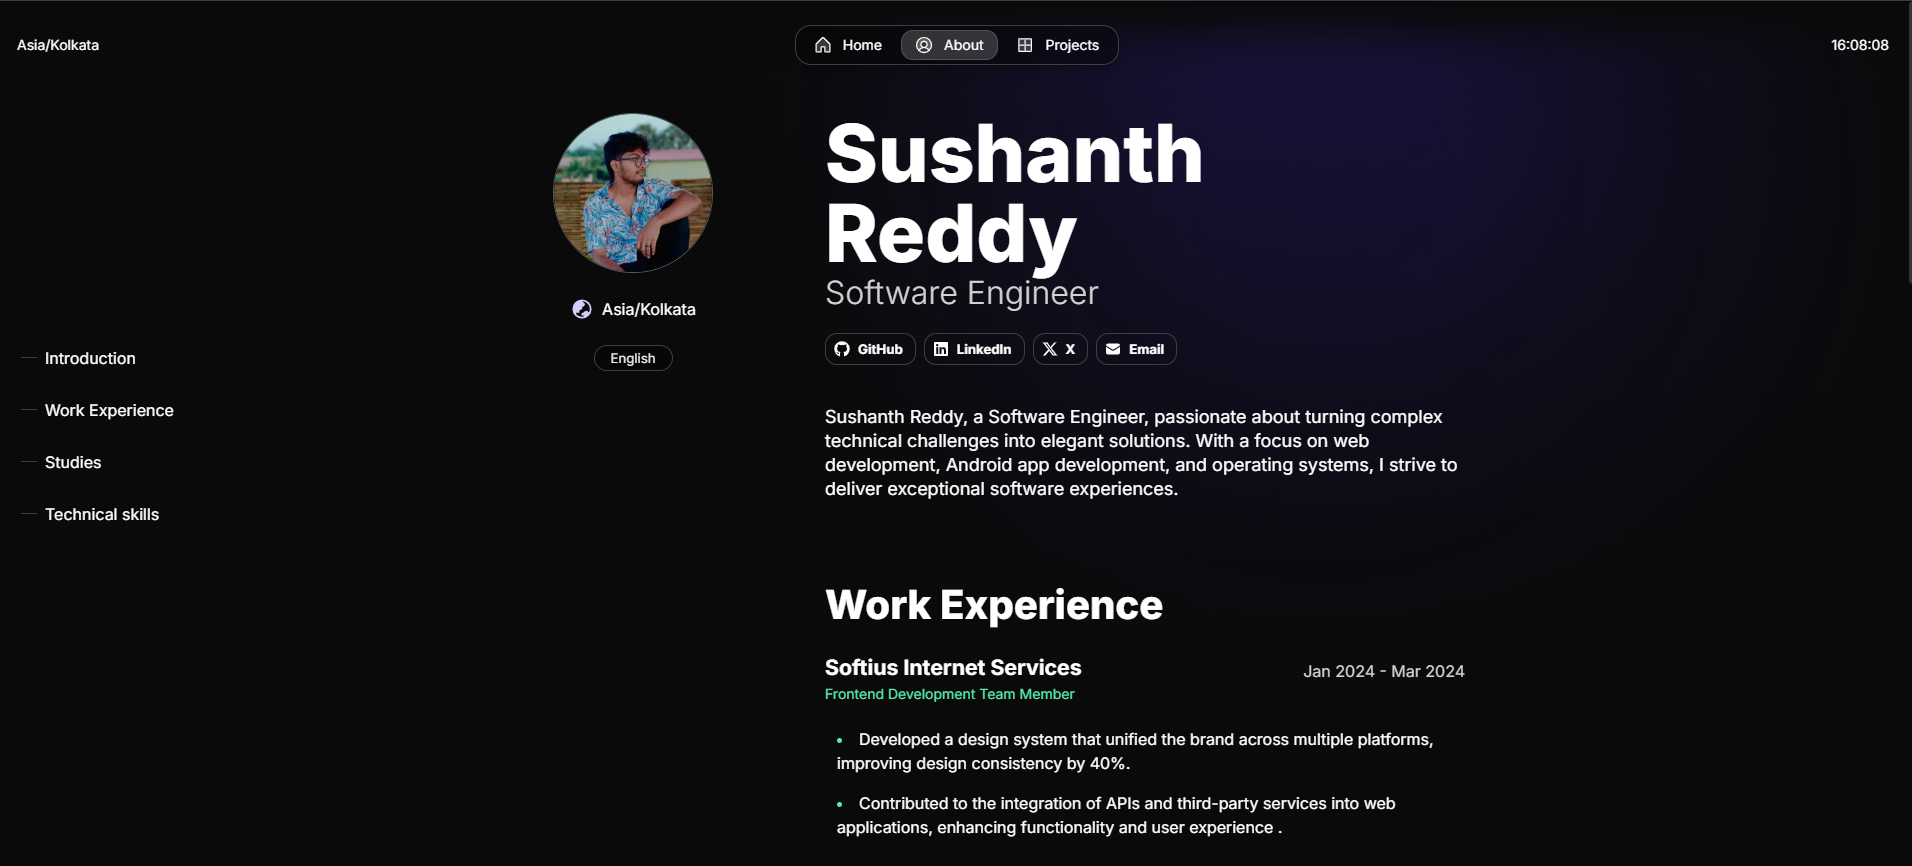 Asia/Kolkata
Home
About
Projects
16:08:08
Sushanth
Reddy
Software Engineer
Asia/Kolkata
English
GitHub
LinkedIn
X
Email
Introduction
Work Experience
Studies
Technical skills
Sushanth Reddy, a Software Engineer, passionate about turning complex
technical challenges into elegant solutions. With a focus on web
development, Android app development, and operating systems, I strive to
deliver exceptional software experiences.
Work Experience
Softius Internet Services
Jan 2024 - Mar 2024
Frontend Development Team Member
• Developed a design system that unified the brand across multiple platforms,
improving design consistency by 40%.
• Contributed to the integration of APIs and third-party services into web
applications, enhancing functionality and user experience .